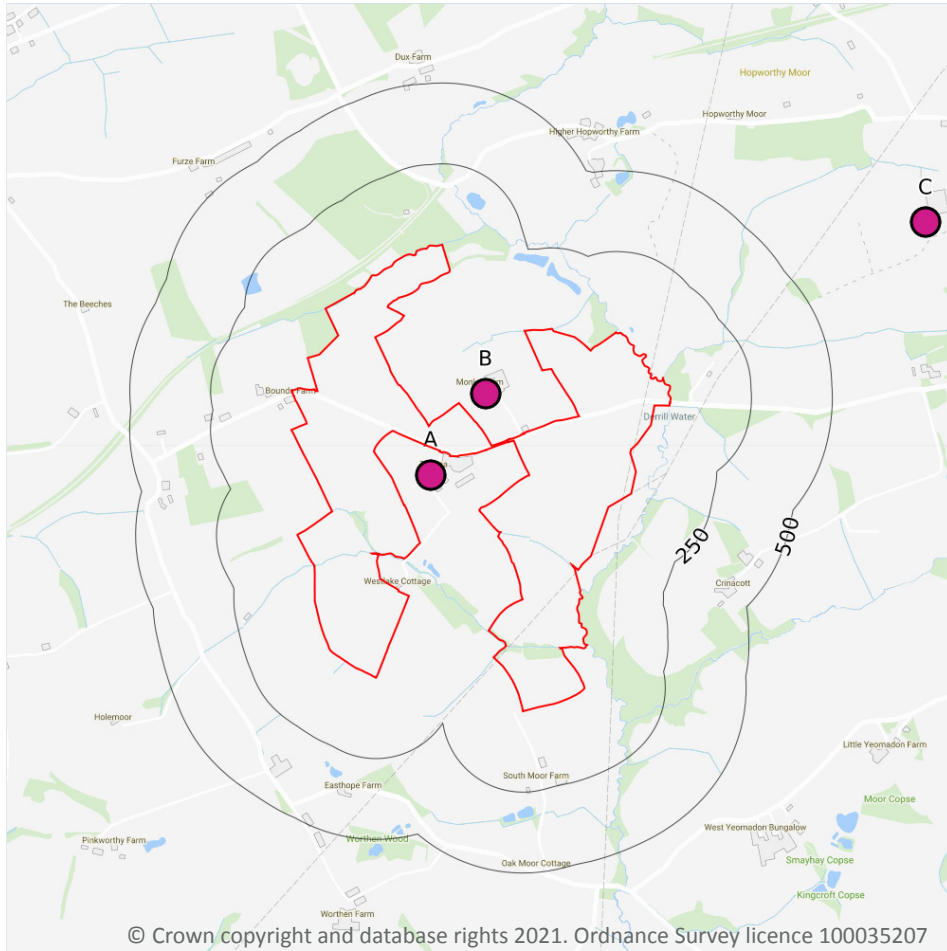 Dux Farm
Hopworthy Moor
Hopworthy Moor
Higher Hopworthy Farm
Furze Farm
C
The Beeches
B
Bounds Farm
Derrill Water
A
250
500
Westlake Cottage
Crinacott
Holemoor
Little Yeomadon Farm
South Moor Farm
Easthope Farm
Moor Copse
West Yeomadon Bungalow
Pinkworthy Farm
Worthen Wood
Smayhay Copse
Oak Moor Cottage
Kingcroft Copse
Worthen Farm
© Crown copyright and database rights 2021. Ordnance Survey licence 100035207